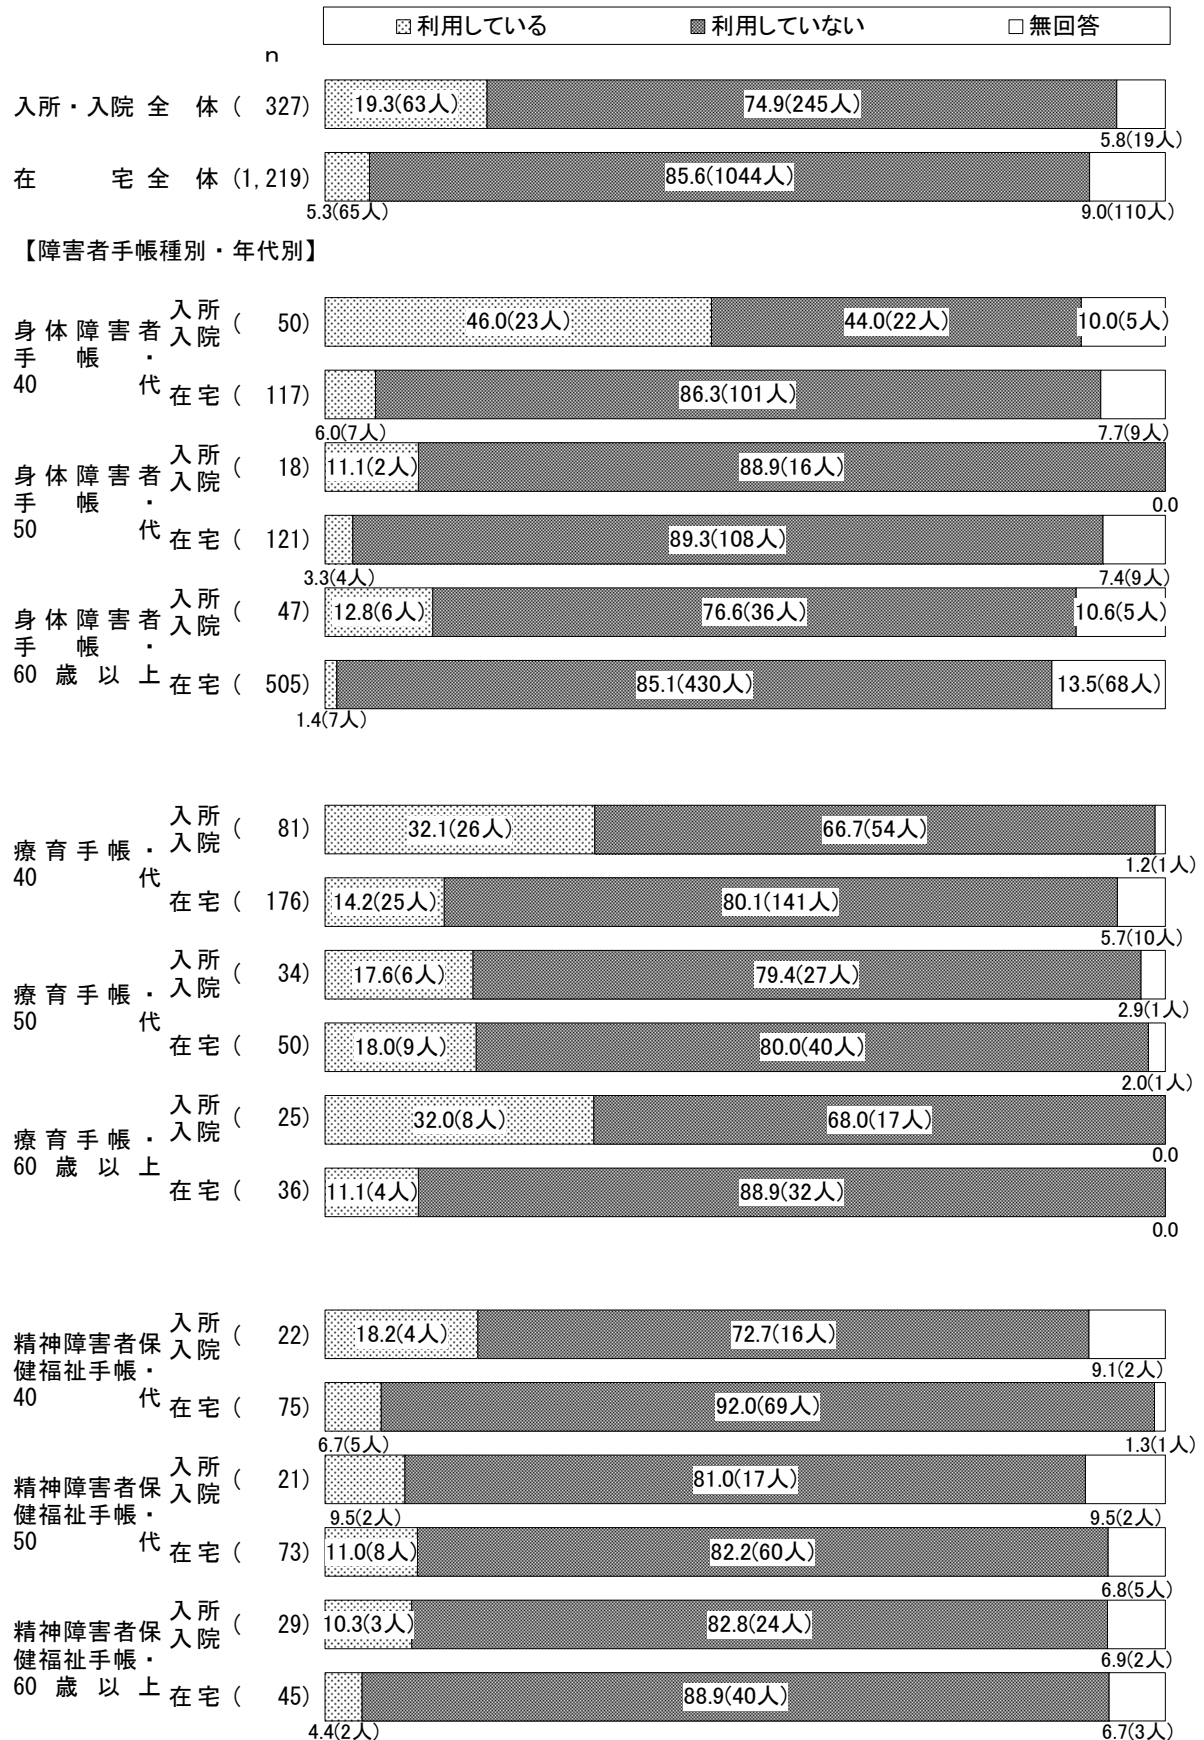 利用している 利用していない 無回答
n
入所・入院 全 体 ( 327) 19.3(63人) 74.9(245人)
5.8(19人)
在 宅 全 体 (1,219) 85.6(1044人)
5.3(65人) 9.0(110人)
【障害者手帳種別・年代別】
身体障害者
手帳・
40代
入所
入院 ( 50) 46.0(23人) 44.0(22人) 10.0(5人)
在宅 ( 117) 86.3(101人)
6.0(7人) 7.7(9人)
身体障害者
手帳・
50代
入所
入院 ( 18) 11.1(2人) 88.9(16人)
0.0
在宅 ( 121) 89.3(108人)
3.3(4人) 7.4(9人)
身体障害者
手帳・
60歳以上
入所
入院 ( 47) 12.8(6人) 76.6(36人) 10.6(5人)
在宅 ( 505) 85.1(430人) 13.5(68人)
1.4(7人)
療育手帳・
40代
入所
入院 ( 81) 32.1(26人) 66.7(54人)
1.2(1人)
在宅 ( 176) 14.2(25人) 80.1(141人)
5.7(10人)
療育手帳・
50代
入所
入院 ( 34) 17.6(6人) 79.4(27人)
2.9(1人)
在宅 ( 50) 18.0(9人) 80.0(40人)
2.0(1人)
療育手帳・
60歳以上
入所
入院 ( 25) 32.0(8人) 68.0(17人)
0.0
在宅 ( 36) 11.1(4人) 88.9(32人)
0.0
精神障害者保
健福祉手帳・
40代
入所
入院 ( 22) 18.2(4人) 72.7(16人)
9.1(2人)
在宅 ( 75) 92.0(69人)
6.7(5人) 1.3(1人)
精神障害者保
健福祉手帳・
50代
入所
入院 ( 21) 81.0(17人)
9.5(2人) 9.5(2人)
在宅 ( 73) 11.0(8人) 82.2(60人)
6.8(5人)
精神障害者保
健福祉手帳・
60歳以上
入所
入院 ( 29) 10.3(3人) 82.8(24人)
6.9(2人)
在宅 ( 45) 88.9(40人)
4.4(2人) 6.7(3人)